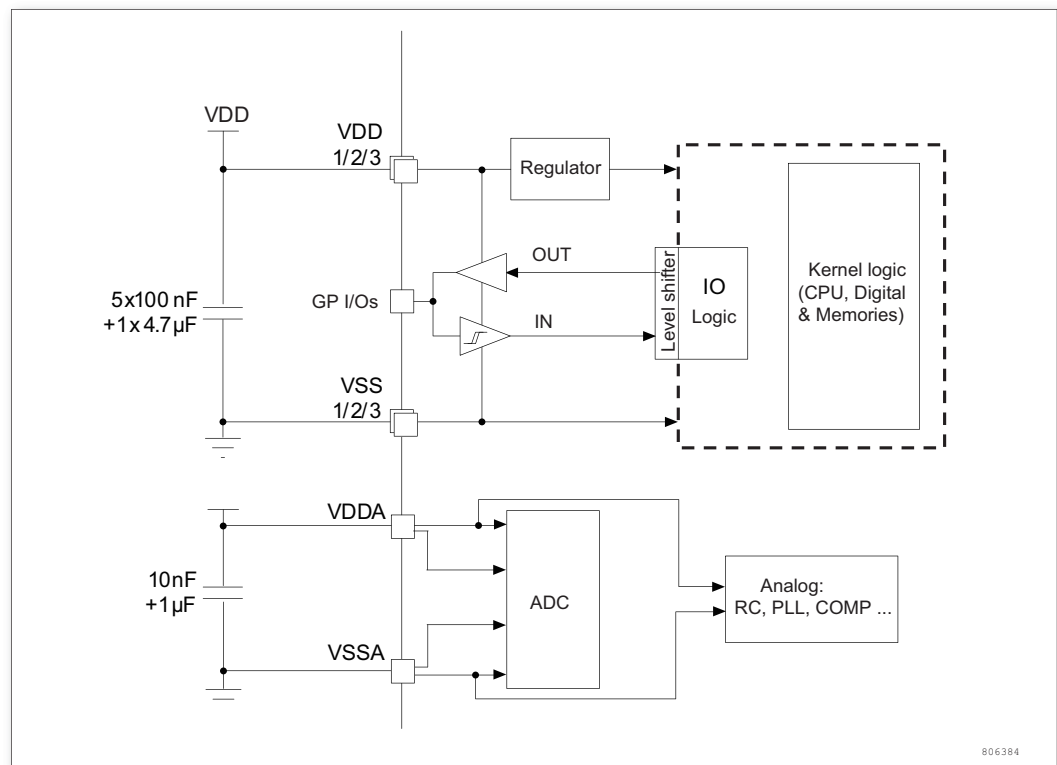 VDD
VDD
1/2/3
Regulator
OUT
Level shifter
IO
Logic
Kernel logic
(CPU, Digital
& Memories)
GP I/Os
IN
5x100 nF
+1x 4.7µF
VSS
1/2/3
VDDA
10nF
+1µF
ADC
Analog:
RC, PLL, COMP ...
VSSA
806384